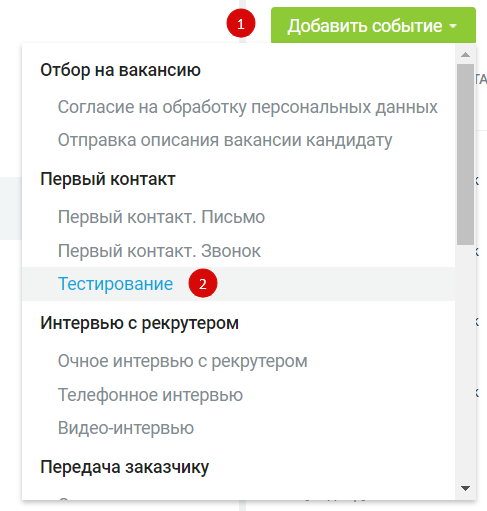 1
Добавить событие
Отбор на вакансию
Согласие на обработку персональных данных
Отправка описания вакансии кандидату
Первый контакт
Первый контакт. Письмо
Первый контакт. Звонок
Тестирование 2
Интервью с рекрутером
Очное интервью с рекрутером
Телефонное интервью
Видео-интервью
Передача заказчику